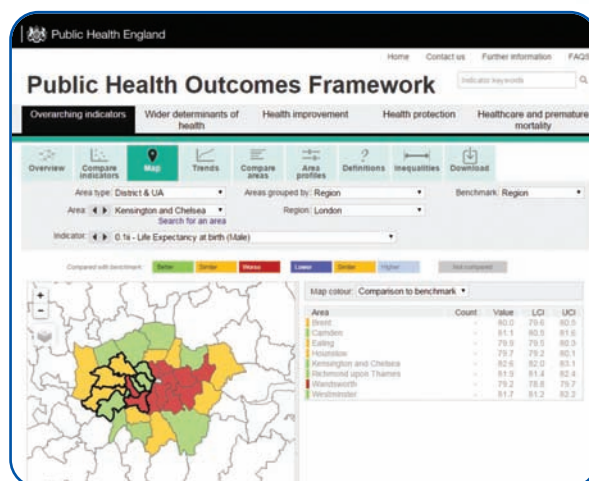 Public Health England
Home Contact us Further information FAQS
Public Health Outcomes Framework
Indicator keywords
Overarching indicators Wider determinants of health Health improvement Health protection Healthcare and premature mortality
Overview Compare indicators Map Trends Compare areas Area profiles Definitions Inequalities Download
Area type: District & UA Areas grouped by: Region Benchmark: Region
Area: Kensington and Chelsea Region: London
Search for an area
Indicator: - Life Expectancy at birth (Male)
Compared with benchmark: Better Similar Worse Lower Similar Higher Not compared
+
−
Map colour: Comparison to benchmark
Area Count Value LCI UCI
Brent - 80.0 79.6 80.5
Camden - 81.1 80.5 81.6
Ealing - 79.9 79.5 80.3
Hounslow - 79.7 79.2 80.1
Kensington and Chelsea - 82.6 82.0 83.1
Richmond upon Thames - 81.9 81.4 82.4
Wandsworth - 79.2 78.8 79.7
Westminster - 81.7 81.2 82.2